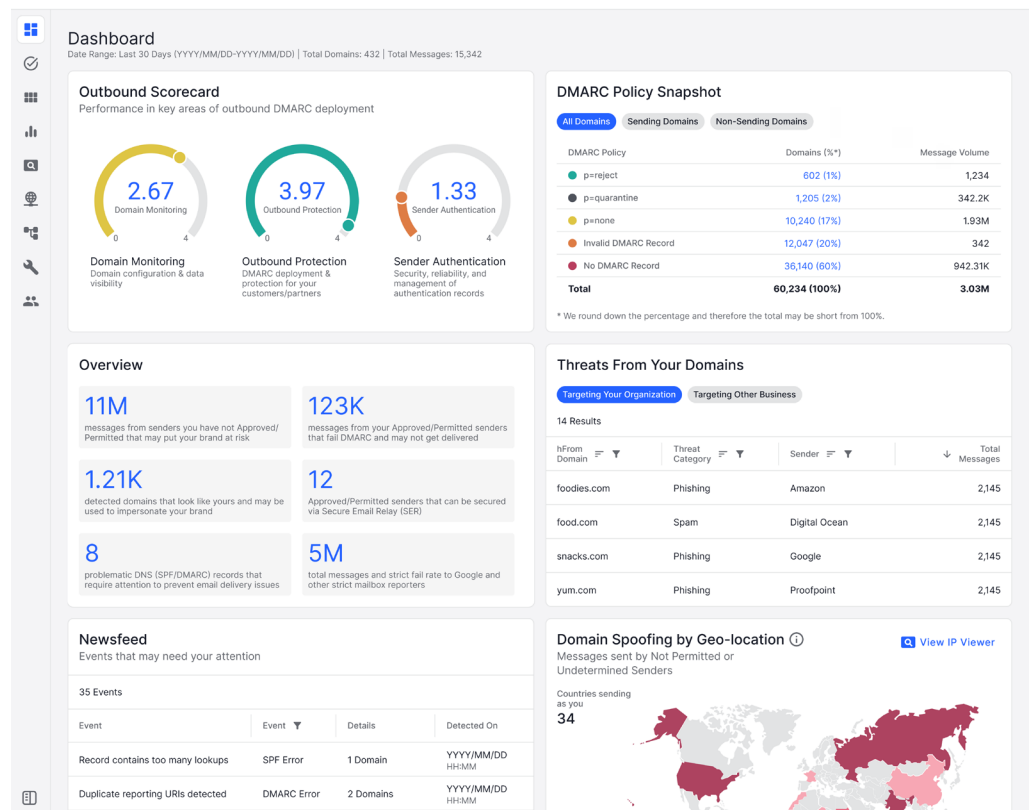 Dashboard
Date Range: Last 30 Days (YYYY/MM/DD-YYYY/MM/DD) | Total Domains: 432 | Total Messages: 15,342
Outbound Scorecard
Performance in key areas of outbound DMARC deployment
2.67
Domain Monitoring
0 4
Domain Monitoring
Domain configuration & data
visibility
3.97
Outbound Protection
0 4
Outbound Protection
DMARC deployment &
protection for your
customers/partners
1.33
Sender Authentication
0 4
Sender Authentication
Security, reliability, and
management of
authentication records
DMARC Policy Snapshot
All Domains Sending Domains Non-Sending Domains
DMARC Policy Domains (%*) Message Volume
p=reject 602 (1%) 1,234
p=quarantine 1,205 (2%) 342.2K
p=none 10,240 (17%) 1.93M
Invalid DMARC Record 12,047 (20%) 342
No DMARC Record 36,140 (60%) 942.31K
Total 60,234 (100%) 3.03M
* We round down the percentage and therefore the total may be short from 100%.
Overview
11M
messages from senders you have not Approved/
Permitted that may put your brand at risk
123K
messages from your Approved/Permitted senders
that fail DMARC and may not get delivered
1.21K
detected domains that look like yours and may be
used to impersonate your brand
12
Approved/Permitted senders that can be secured
via Secure Email Relay (SER)
8
problematic DNS (SPF/DMARC) records that
require attention to prevent email delivery issues
5M
total messages and strict fail rate to Google and
other strict mailbox reporters
Threats From Your Domains
Targeting Your Organization Targeting Other Business
14 Results
hFrom
Domain
Threat
Category
Sender
Total
Messages
foodies.com Phishing Amazon 2,145
food.com Spam Digital Ocean 2,145
snacks.com Phishing Google 2,145
yum.com Phishing Proofpoint 2,145
Newsfeed
Events that may need your attention
35 Events
Event Event Details Detected On
Record contains too many lookups SPF Error 1 Domain YYYY/MM/DD
HH:MM
Duplicate reporting URIs detected DMARC Error 2 Domains YYYY/MM/DD
HH:MM
Domain Spoofing by Geo-location
View IP Viewer
Messages sent by Not Permitted or
Undetermined Senders
Countries sending
as you
34